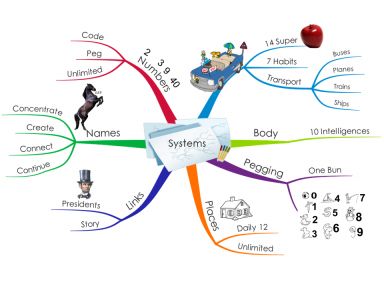 Systems
Numbers
2 3 9 40
Code
Peg
Unlimited
14 Super
7 Habits
Transport
Buses
Planes
Trains
Ships
Body
10 Intelligences
Pegging
One Bun
0
1
2
3
4
5
6
7
8
9
Places
Daily 12
Unlimited
Links
Presidents
Story
Names
Concentrate
Create
Connect
Continue